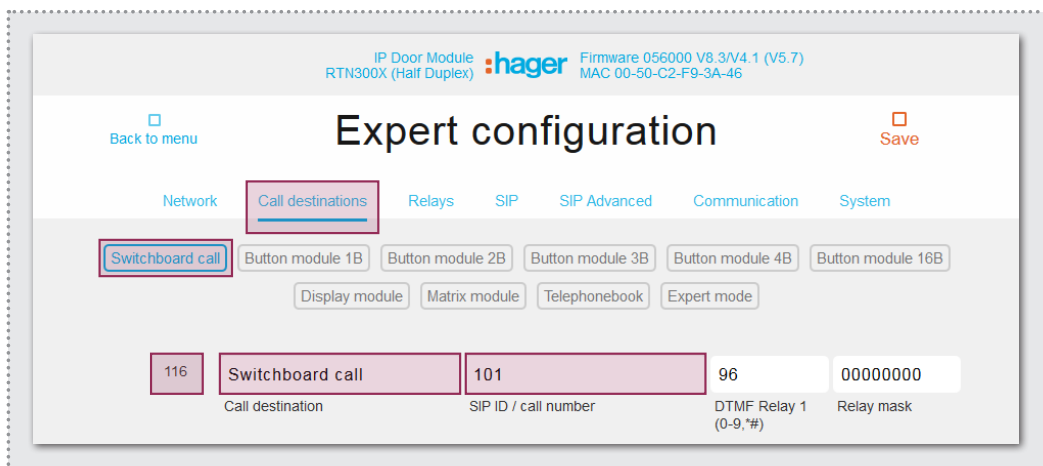 IP Door Module
RTN300X (Half Duplex)
:hager
Firmware 056000 V8.3/V4.1 (V5.7)
MAC 00-50-C2-F9-3A-46
Back to menu
Expert configuration
Save
Network Call destinations Relays SIP SIP Advanced Communication System
Switchboard call Button module 1B Button module 2B Button module 3B Button module 4B Button module 16B
Display module Matrix module Telephonebook Expert mode
116 Switchboard call 101 96 00000000
Call destination SIP ID / call number DTMF Relay 1 Relay mask
(0-9,*#)